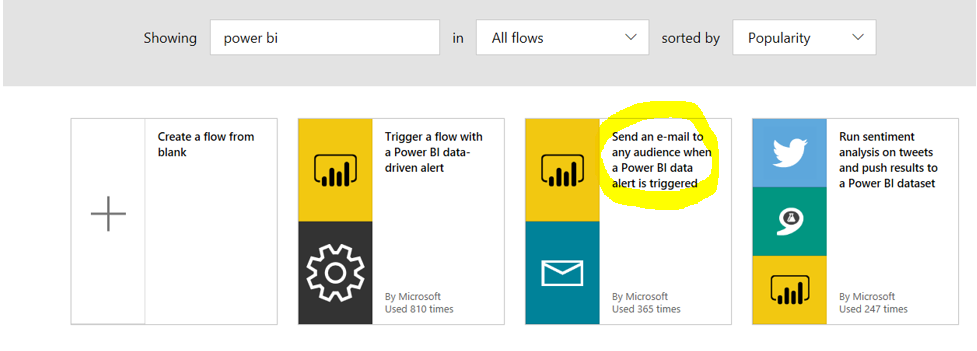 Showing power bi in All flows sorted by Popularity
Create a flow from
blank
Trigger a flow with
a Power BI data-
driven alert
By Microsoft
Used 810 times
Send an e-mail to
any audience when
a Power BI data
alert is triggered
By Microsoft
Used 365 times
Run sentiment
analysis on tweets
and push results to
a Power BI dataset
By Microsoft
Used 247 times